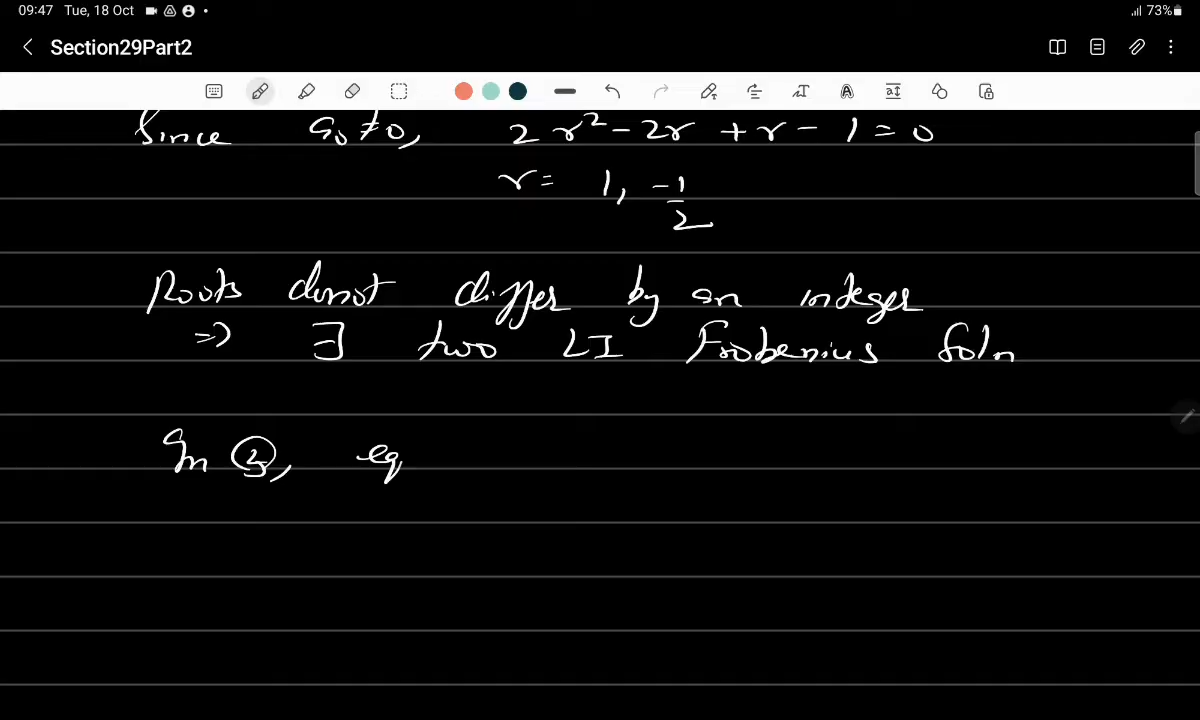 09:47 Tue, 18 Oct 73%
Section29Part2
Since a₀ ≠ 0, 2r² - 2r + r - 1 = 0
r = 1, -1/2
Roots donot differ by an integer
⇒ ∃ two LI Frobenius Soln
In , eq